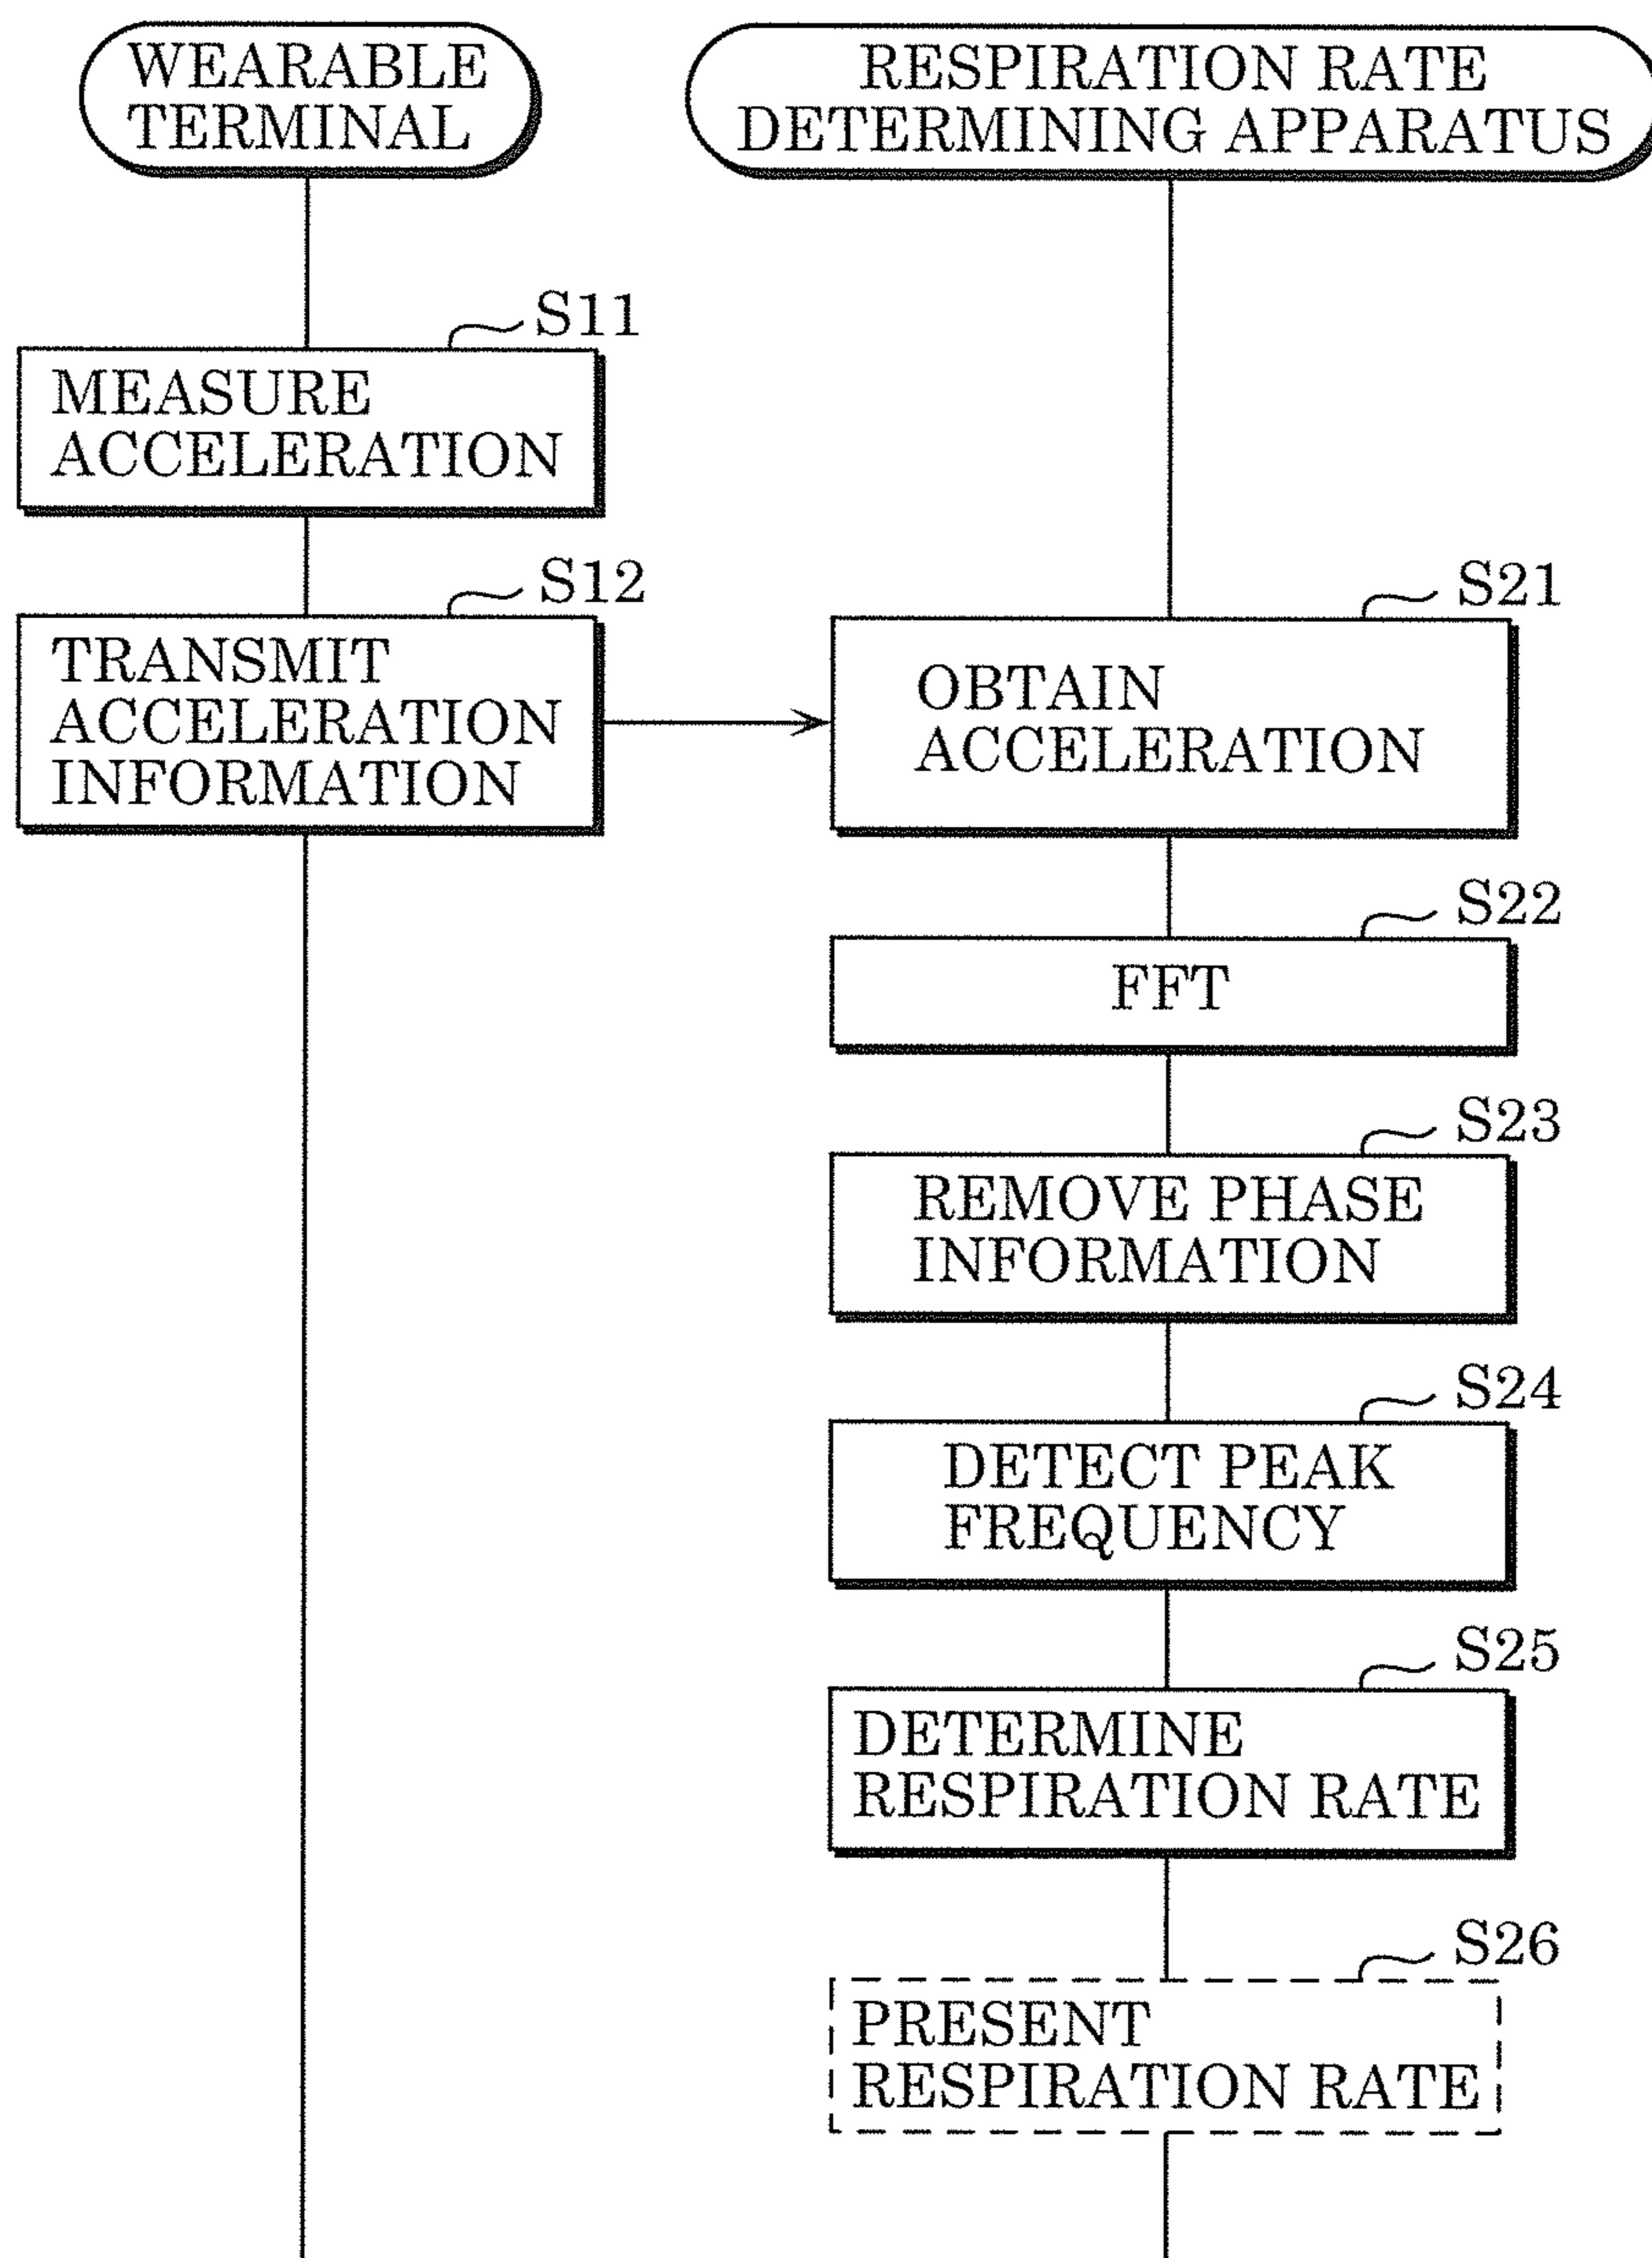 WEARABLE
TERMINAL
RESPIRATION RATE
DETERMINING APPARATUS
S11
MEASURE
ACCELERATION
S12
TRANSMIT
ACCELERATION
INFORMATION
S21
OBTAIN
ACCELERATION
S22
FFT
S23
REMOVE PHASE
INFORMATION
S24
DETECT PEAK
FREQUENCY
S25
DETERMINE
RESPIRATION RATE
S26
PRESENT
RESPIRATION RATE